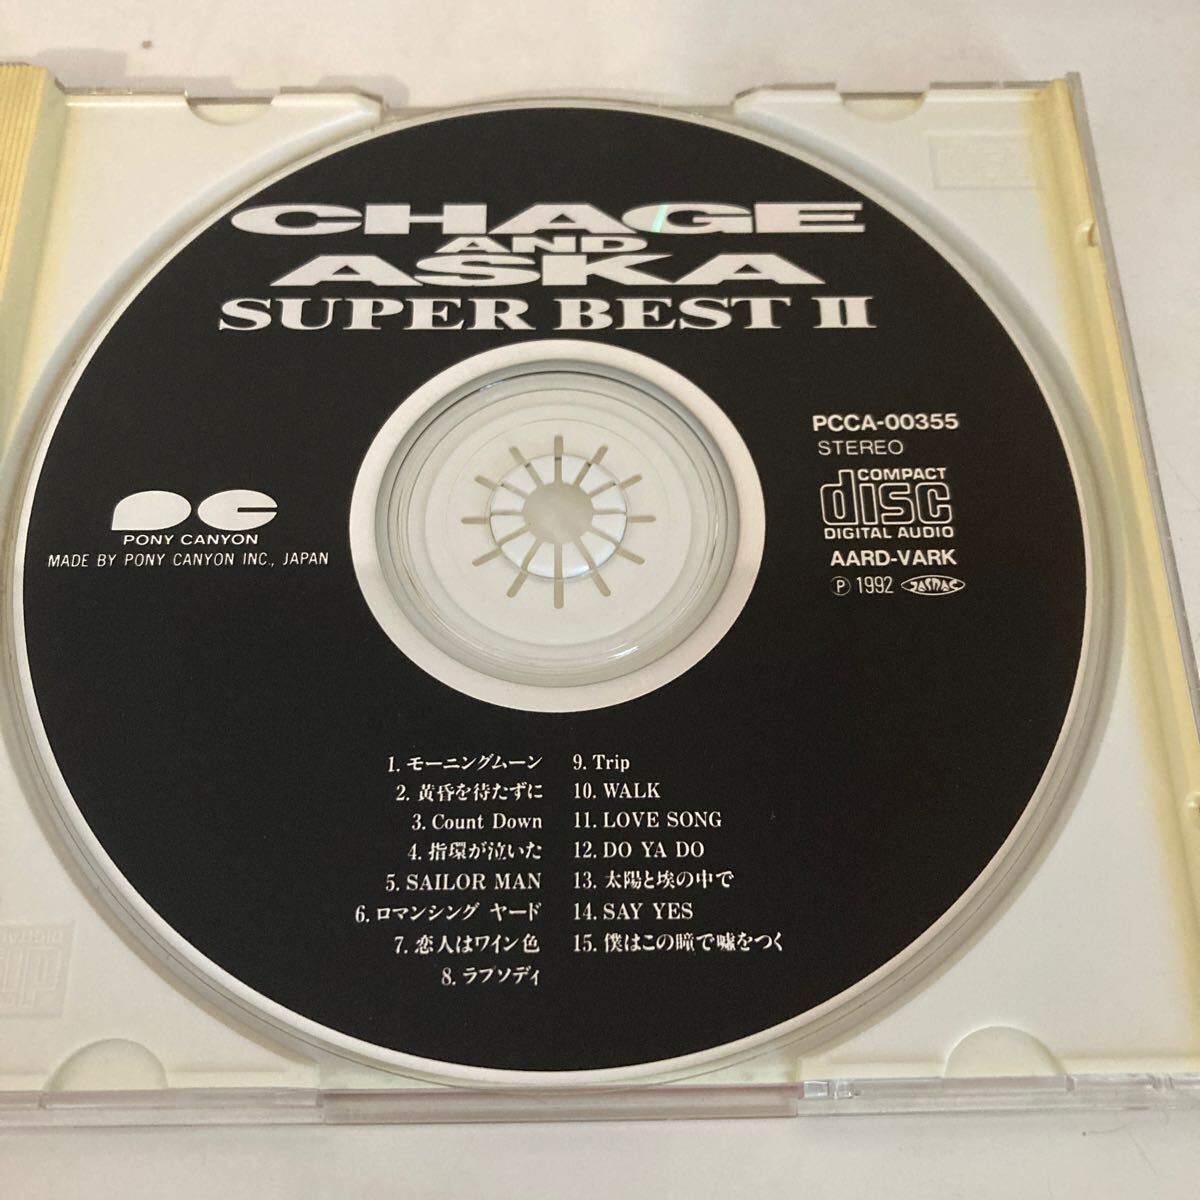 CHAGE
AND
ASKA
SUPER BEST II
PCCA-00355
STEREO
COMPACT
disc
DIGITAL AUDIO
AARD-VARK
Ⓟ 1992 JASRAC
PONY CANYON
MADE BY PONY CANYON INC., JAPAN
1. モーニングムーン
2. 黄昏を待たずに
3. Count Down
4. 指環が泣いた
5. SAILOR MAN
6. ロマンシング ヤード
7. 恋人はワイン色
8. ラプソディ
9. Trip
10. WALK
11. LOVE SONG
12. DO YA DO
13. 太陽と埃の中で
14. SAY YES
15. 僕はこの瞳で嘘をつく